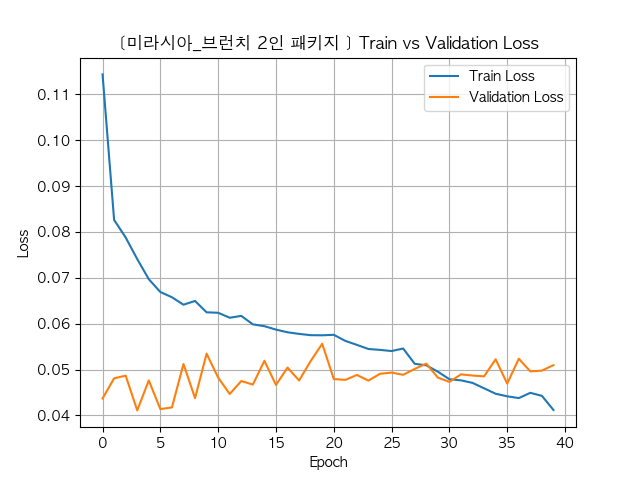 [미라시아_브런치 2인 패키지 ] Train vs Validation Loss
Train Loss
Validation Loss
Loss
0.11
0.10
0.09
0.08
0.07
0.06
0.05
0.04
0 5 10 15 20 25 30 35 40
Epoch